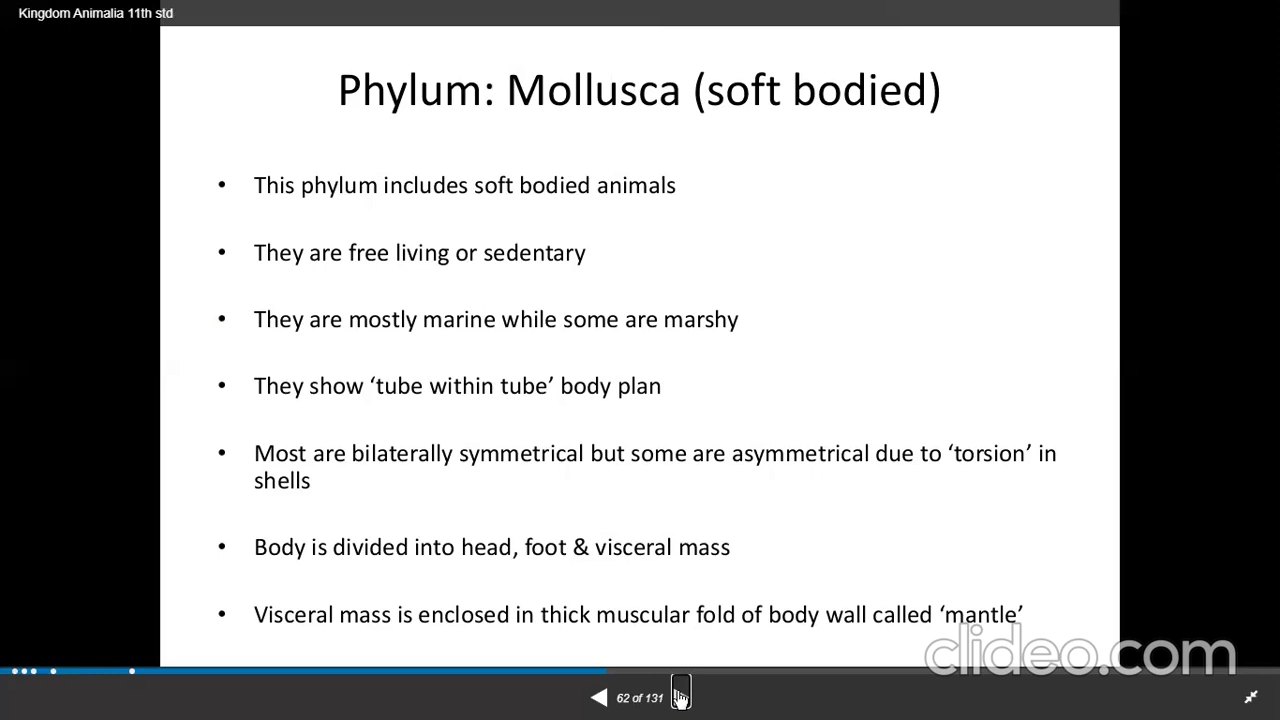 Kingdom Animalia 11th std
Phylum: Mollusca (soft bodied)
• This phylum includes soft bodied animals
• They are free living or sedentary
• They are mostly marine while some are marshy
• They show ‘tube within tube’ body plan
• Most are bilaterally symmetrical but some are asymmetrical due to ‘torsion’ in
shells
• Body is divided into head, foot & visceral mass
• Visceral mass is enclosed in thick muscular fold of body wall called ‘mantle’
clideo.com
62 of 131